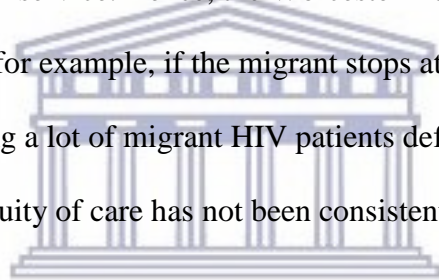 for example, if the migrant stops at
g a lot of migrant HIV patients def
uity of care has not been consisten